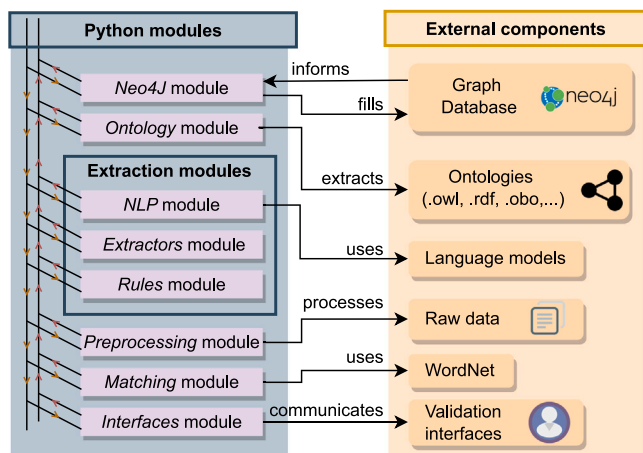 Python modules
External components
Neo4J module
informs
fills
Graph
Database
neo4j
Ontology module
extracts
Ontologies
(.owl, .rdf, .obo,...)
Extraction modules
NLP module
uses
Language models
Extractors module
Rules module
Preprocessing module
processes
Raw data
Matching module
uses
WordNet
Interfaces module
communicates
Validation
interfaces